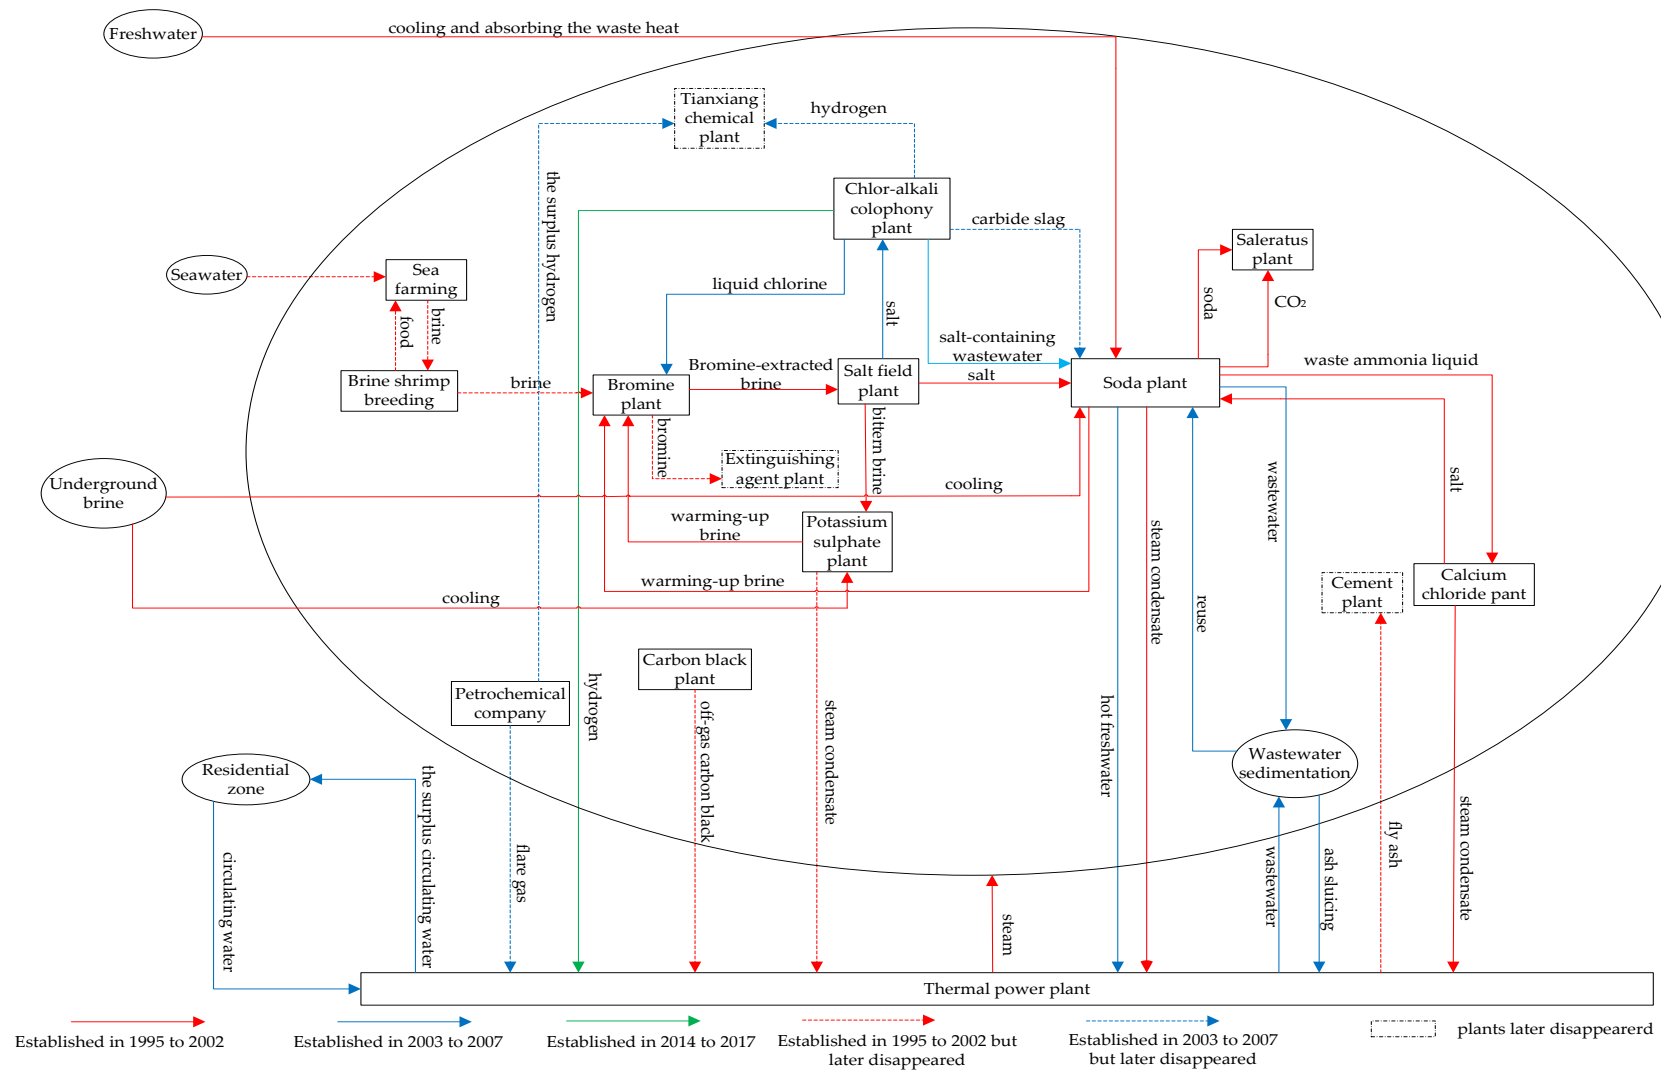 Freshwater
cooling and absorbing the waste heat
Tianxiang
chemical
plant
hydrogen
the surplus hydrogen
Chlor-alkali
colophony
plant
carbide slag
Saleratus
plant
Seawater
Sea
farming
liquid chlorine
salt
soda
CO₂
food
brine
salt-containing
wastewater
Brine shrimp
breeding
brine
Bromine
plant
Bromine-extracted
brine
Salt field
plant
salt
Soda plant
waste ammonia liquid
bromine
Extinguishing
agent plant
bittern brine
Underground
brine
cooling
wastewater
salt
warming-up
brine
Potassium
sulphate
plant
steam condensate
warming-up brine
cooling
reuse
Cement
plant
Calcium
chloride pant
Carbon black
plant
Petrochemical
company
hydrogen
off-gas carbon black
steam condensate
hot freshwater
Wastewater
sedimentation
Residential
zone
the surplus circulating water
circulating water
flare gas
steam
wastewater
ash sluicing
fly ash
steam condensate
Thermal power plant
Established in 1995 to 2002
Established in 2003 to 2007
Established in 2014 to 2017
Established in 1995 to 2002 but
later disappeared
Established in 2003 to 2007
but later disappeared
plants later disappearerd